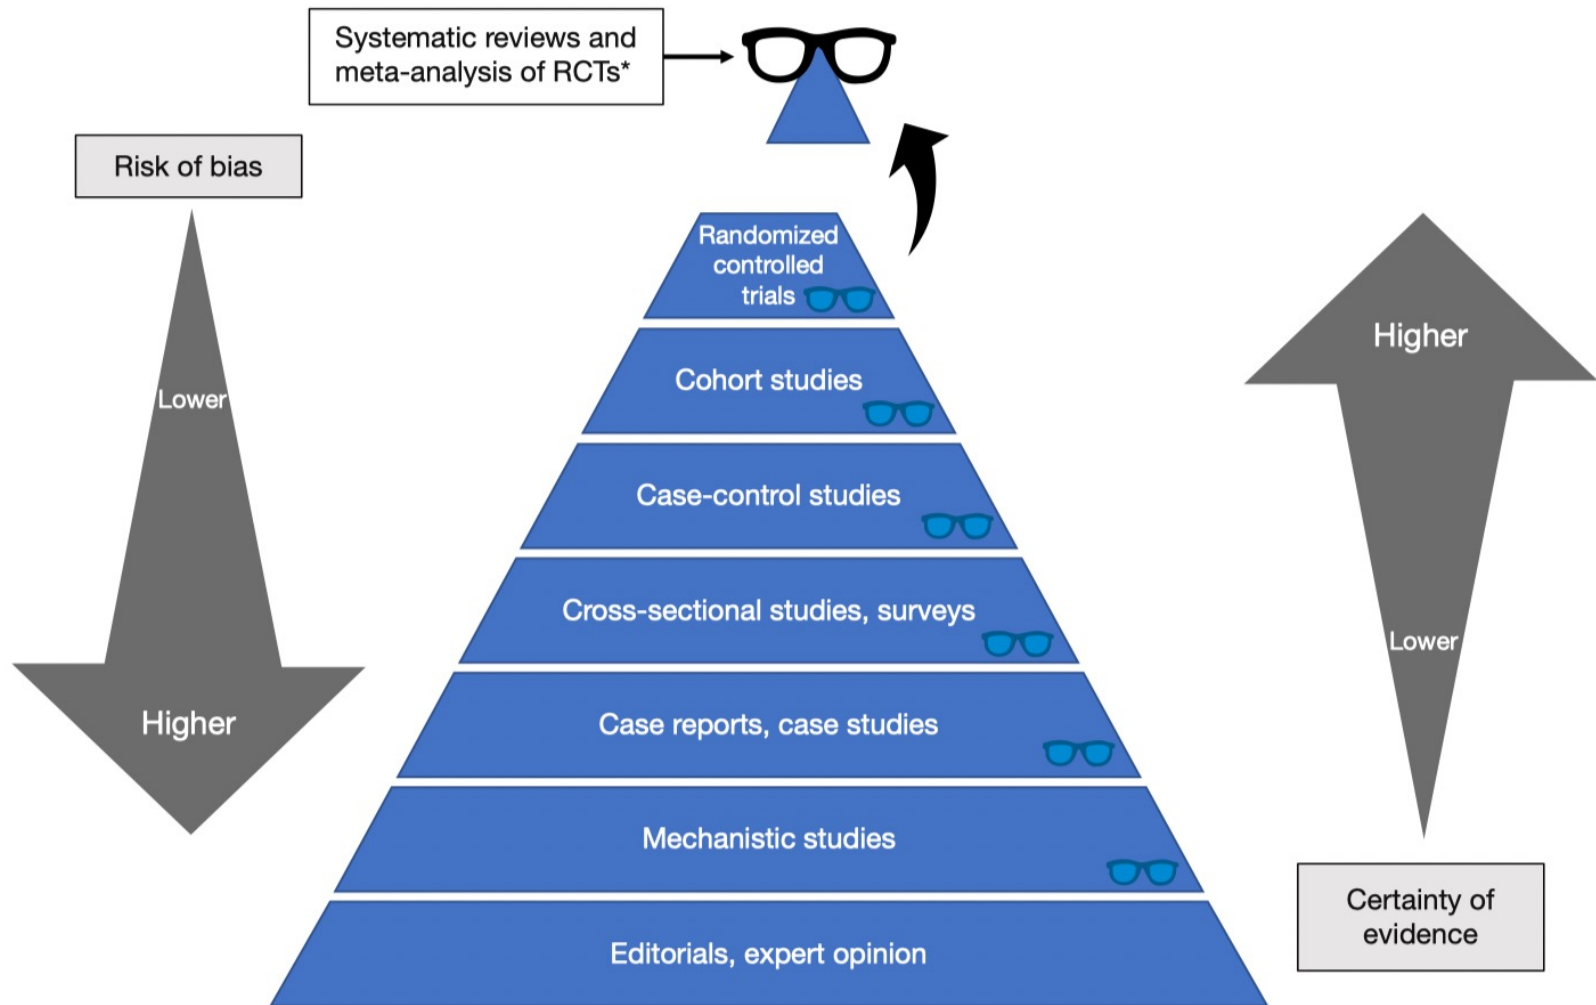 Systematic reviews and
meta-analysis of RCTs*
Risk of bias
Randomized
controlled
trials
Higher
Cohort studies
Lower
Case-control studies
Cross-sectional studies, surveys
Lower
Higher
Case reports, case studies
Mechanistic studies
Certainty of
evidence
Editorials, expert opinion